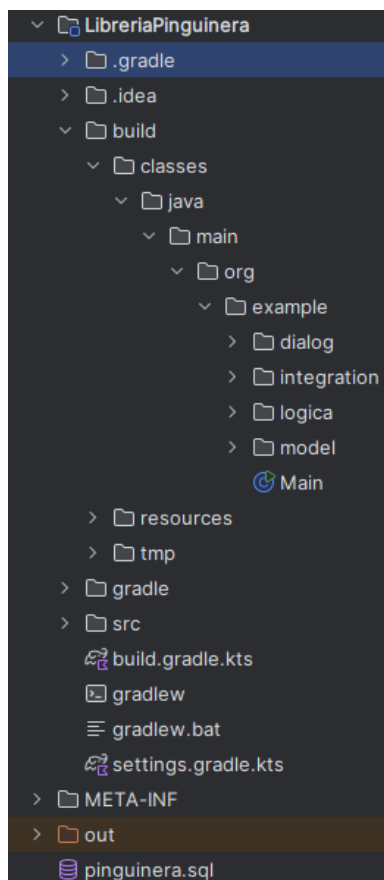 LibreriaPinguinera
.gradle
.idea
build
classes
java
main
org
example
dialog
integration
logica
model
Main
resources
tmp
gradle
src
build.gradle.kts
gradlew
gradlew.bat
settings.gradle.kts
META-INF
out
pinguinera.sql